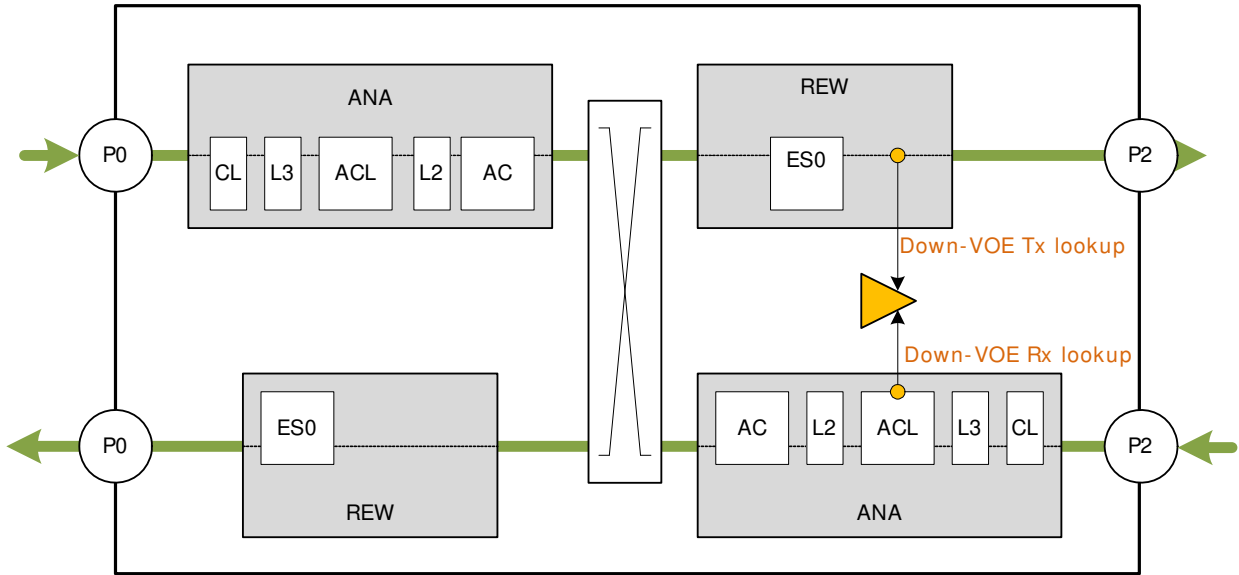 ANA
REW
P0
CL
L3
ACL
L2
AC
ES0
P2
Down-VOE Tx lookup
Down-VOE Rx lookup
P0
ES0
REW
AC
L2
ACL
L3
CL
ANA
P2